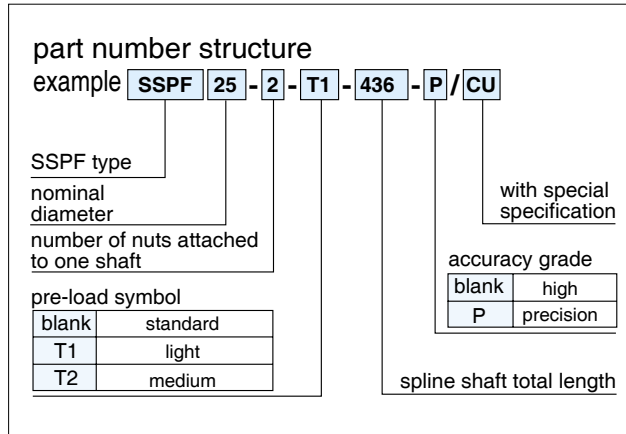 part number structure
example SSPF 25 - 2 - T1 - 436 - P / CU
SSPF type
nominal
diameter
number of nuts attached
to one shaft
pre-load symbol
blank standard
T1 light
T2 medium
with special
specification
accuracy grade
blank high
P precision
spline shaft total length